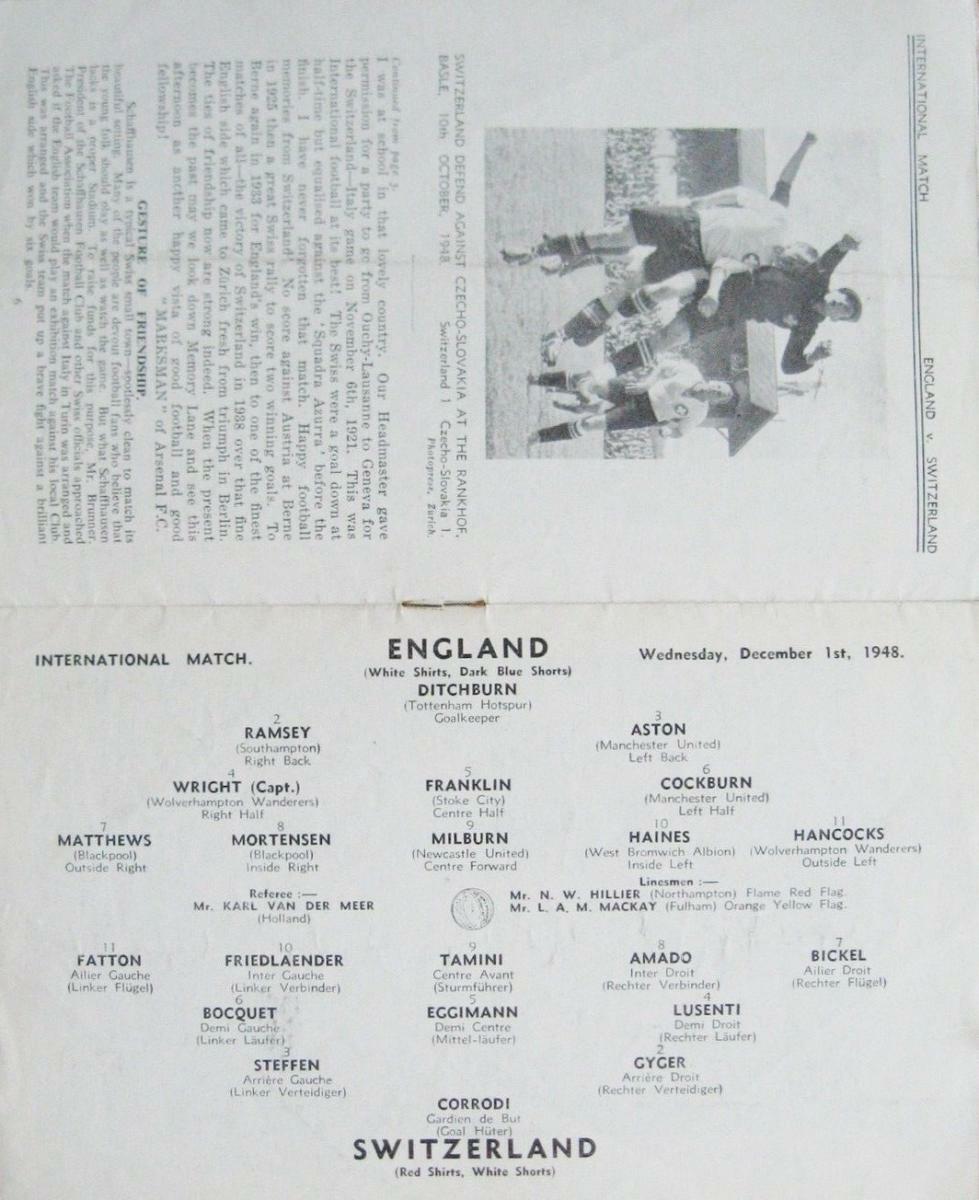 INTERNATIONAL MATCH ENGLAND v. SWITZERLAND
SWITZERLAND DEFEND AGAINST CZECHO-SLOVAKIA AT THE RANKHOF,
BASLE, 10th OCTOBER, 1948. Switzerland 1 Czecho-Slovakia 1.
Photopress, Zurich.
Continued from page 3.
I was at school in that lovely country. Our Headmaster gave
permission for a party to go from Ouchy-Lausanne to Geneva for
the Switzerland—Italy game on November 6th, 1921. This was
International football at its best! The Swiss were a goal down at
half-time but equalised against the 'Squadra Azurra' before the
finish. I have never forgotten that match. Happy football
memories from Switzerland! No score against Austria at Berne
in 1925 then a great Swiss rally to score two winning goals. To
Berne again in 1933 for England's win, then to one of the finest
matches of all—the victory of Switzerland in 1938 over that fine
English side which came to Zurich fresh from triumph in Berlin.
The ties of friendship now are strong indeed. When the present
becomes the past may we look down Memory Lane and see this
afternoon as another happy vista of good football and good
fellowship!
"MARKSMAN" of Arsenal F.C.
GESTURE OF FRIENDSHIP.
Schaffhausen is a typical Swiss small town—spotlessly clean to match its
beautiful setting. Many of the people are devout football fans who believe that
the young folk should play as well as watch the game. But what Schaffhausen
lacks is a proper Stadium. To raise funds for this purpose, Mr. Brunner,
President of the Schaffhausen Football Club and other Swiss officials approached
The Football Association when the match against Italy in Turin was arranged and
asked if the English team would play an exhibition match against his local Club
This was arranged and the Swiss team put up a brave fight against a brilliant
English side which won by six goals.
6
INTERNATIONAL MATCH. ENGLAND Wednesday, December 1st, 1948.
(White Shirts, Dark Blue Shorts)
DITCHBURN
(Tottenham Hotspur)
Goalkeeper
2 3
RAMSEY ASTON
(Southampton) (Manchester United)
Right Back Left Back
4 5 6
WRIGHT (Capt.) FRANKLIN COCKBURN
(Wolverhampton Wanderers) (Stoke City) (Manchester United)
Right Half Centre Half Left Half
7 8 9 10 11
MATTHEWS MORTENSEN MILBURN HAINES HANCOCKS
(Blackpool) (Blackpool) (Newcastle United) (West Bromwich Albion) (Wolverhampton Wanderers)
Outside Right Inside Right Centre Forward Inside Left Outside Left
Referee :— Linesmen :—
Mr. KARL VAN DER MEER Mr. N. W. HILLIER (Northampton) Flame Red Flag.
(Holland) Mr. L. A. M. MACKAY (Fulham) Orange Yellow Flag.
11 10 9 8 7
FATTON FRIEDLAENDER TAMINI AMADO BICKEL
Ailier Gauche Inter Gauche Centre Avant Inter Droit Ailier Droit
(Linker Flügel) (Linker Verbinder) (Sturmführer) (Rechter Verbinder) (Rechter Flügel)
6 5 4
BOCQUET EGGIMANN LUSENTI
Demi Gauche Demi Centre Demi Droit
(Linker Läufer) (Mittel-läufer) (Rechter Läufer)
3 2
STEFFEN GYGER
Arrière Gauche Arrière Droit
(Linker Verteidiger) (Rechter Verteidiger)
CORRODI
Gardien de But
(Goal Hüter)
SWITZERLAND
(Red Shirts, White Shorts)